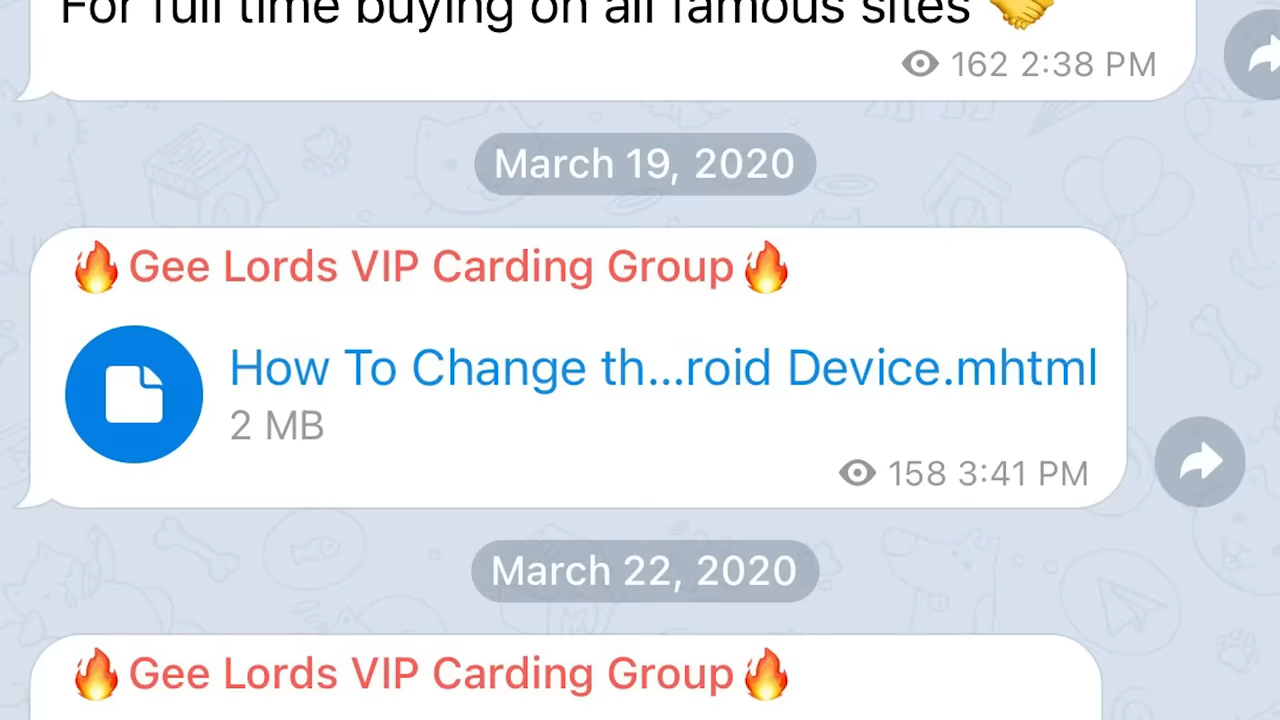 For full time buying on all famous sites 🤝
162 2:38 PM
March 19, 2020
🔥Gee Lords VIP Carding Group🔥
How To Change th...roid Device.mhtml
2 MB
158 3:41 PM
March 22, 2020
🔥Gee Lords VIP Carding Group🔥